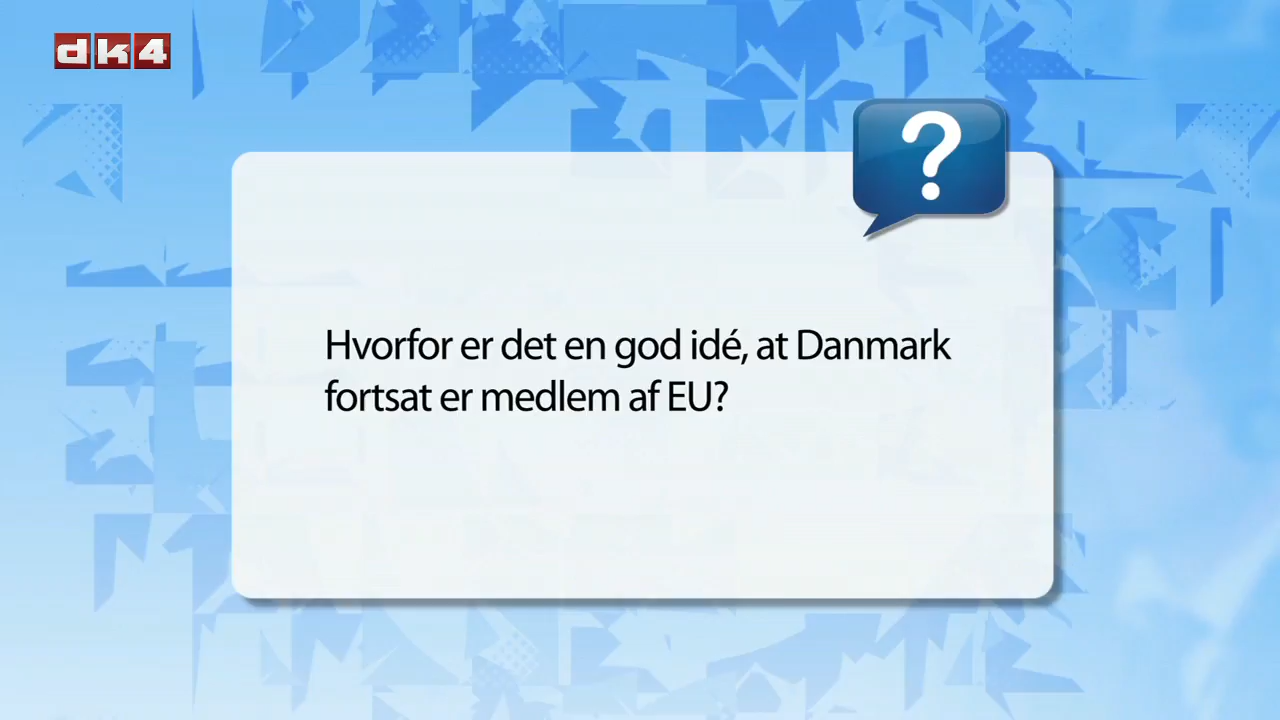 dk4
?
Hvorfor er det en god idé, at Danmark
fortsat er medlem af EU?